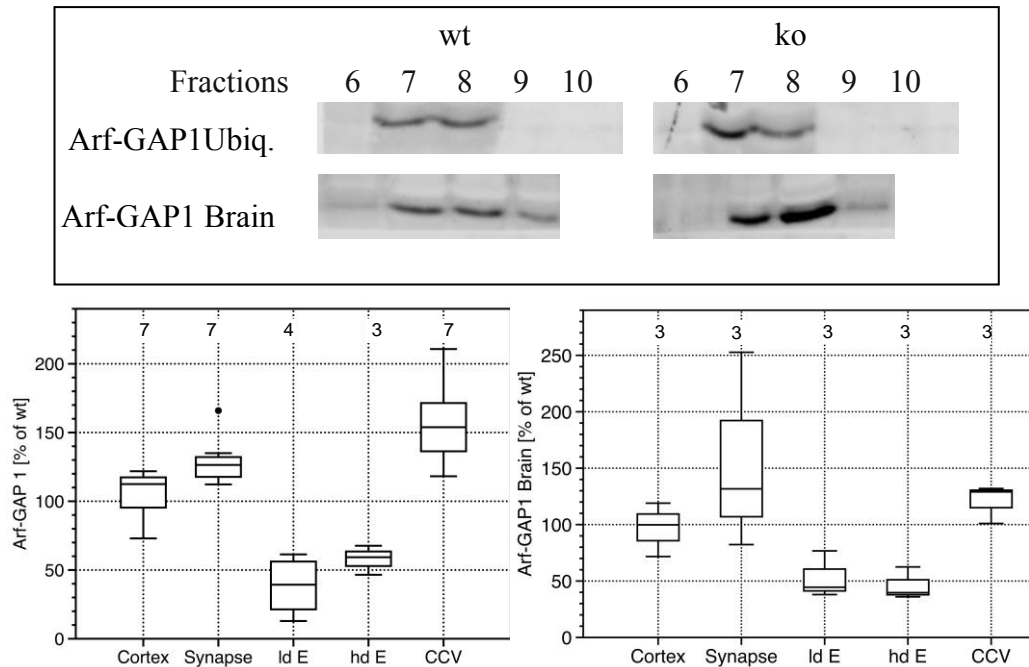 wt ko
Fractions 6 7 8 9 10 6 7 8 9 10
Arf-GAP1Ubiq.
Arf-GAP1 Brain
7 7 4 3 7
200
150
100
50
0
Arf-GAP 1 [% of wt]
Cortex Synapse ld E hd E CCV
3 3 3 3 3
250
200
150
100
50
0
Arf-GAP1 Brain [% of wt]
Cortex Synapse ld E hd E CCV